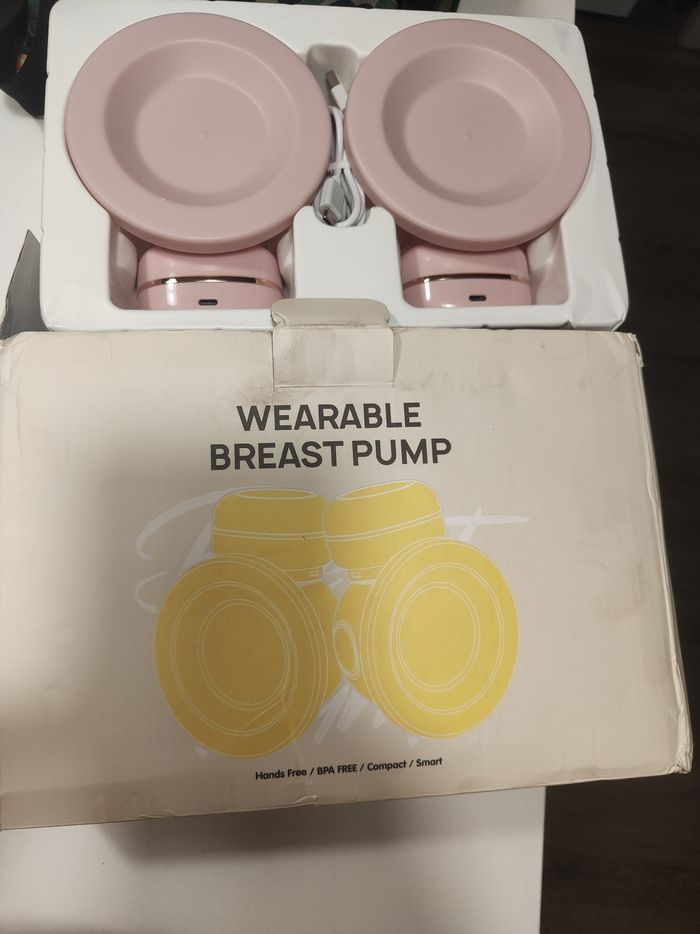 WEARABLE
BREAST PUMP
Hands Free / BPA FREE / Compact / Smart